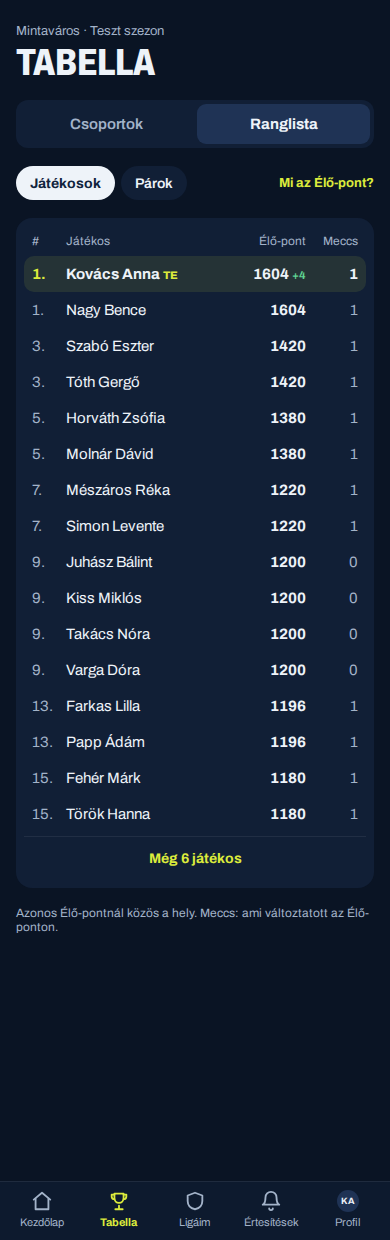 Mintaváros · Teszt szezon
TABELLA
Csoportok Ranglista
Játékosok Párok Mi az Élő-pont?
# Játékos Élő-pont Meccs
1. Kovács Anna TE 1604 +4 1
1. Nagy Bence 1604 1
3. Szabó Eszter 1420 1
3. Tóth Gergő 1420 1
5. Horváth Zsófia 1380 1
5. Molnár Dávid 1380 1
7. Mészáros Réka 1220 1
7. Simon Levente 1220 1
9. Juhász Bálint 1200 0
9. Kiss Miklós 1200 0
9. Takács Nóra 1200 0
9. Varga Dóra 1200 0
13. Farkas Lilla 1196 1
13. Papp Ádám 1196 1
15. Fehér Márk 1180 1
15. Török Hanna 1180 1
Még 6 játékos
Azonos Élő-pontnál közös a hely. Meccs: ami változtatott az Élő-
ponton.
KA
Kezdőlap Tabella Ligáim Értesítések Profil